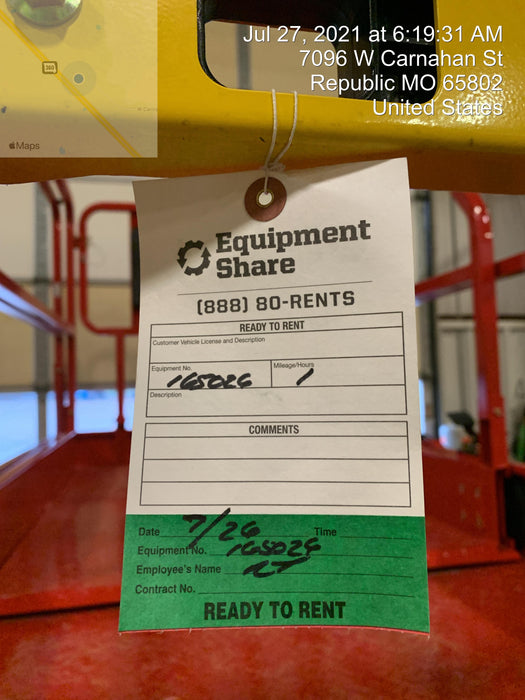 Jul 27, 2021 at 6:19:31 AM
7096 W Carnahan St
Republic MO 65802
United States
360
W Carna
Maps
Equipment
Share
(888) 80-RENTS
READY TO RENT
Customer Vehicle License and Description
Equipment No. 165026
Mileage/Hours 1
Description
COMMENTS
Date 7/26 Time
Equipment No. 165026
Employee's Name
Contract No.
READY TO RENT